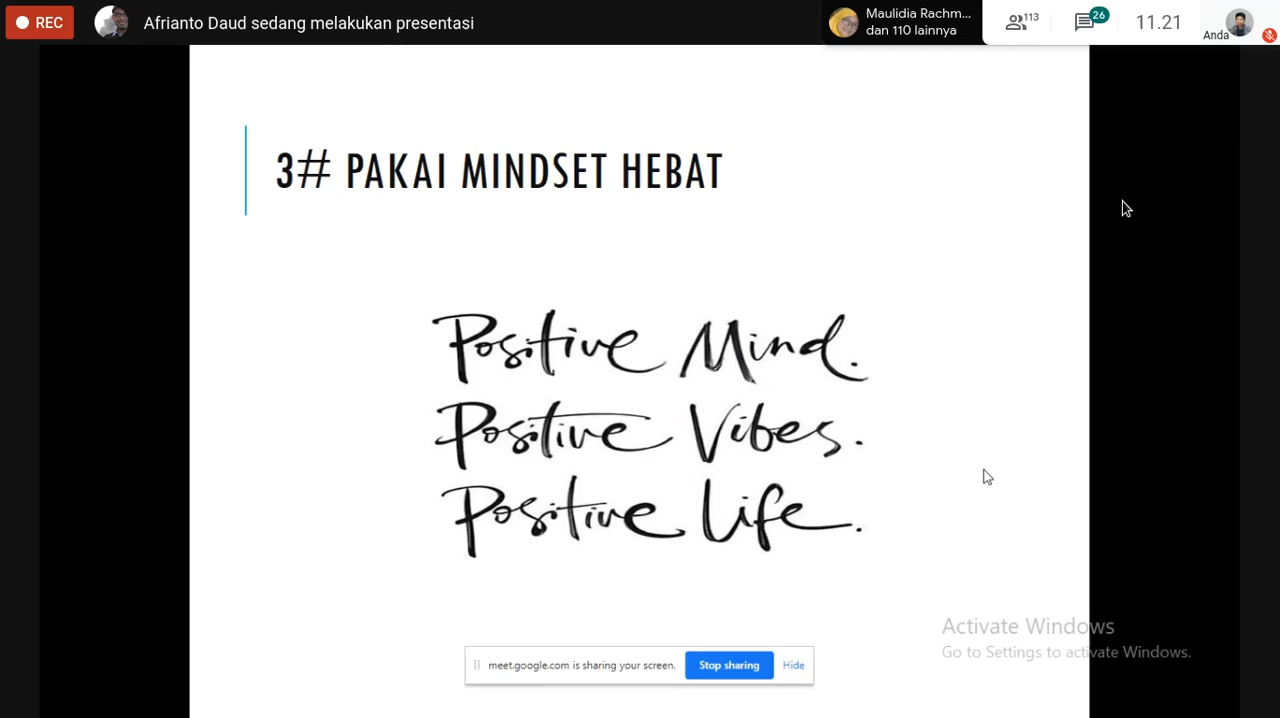 REC
Afrianto Daud sedang melakukan presentasi
Maulidia Rachm...
dan 110 lainnya
113
26
11.21
Anda
3# PAKAI MINDSET HEBAT
Positive Mind.
Positive Vibes.
Positive Life.
Activate Windows
Go to Settings to activate Windows.
meet.google.com is sharing your screen.
Stop sharing
Hide